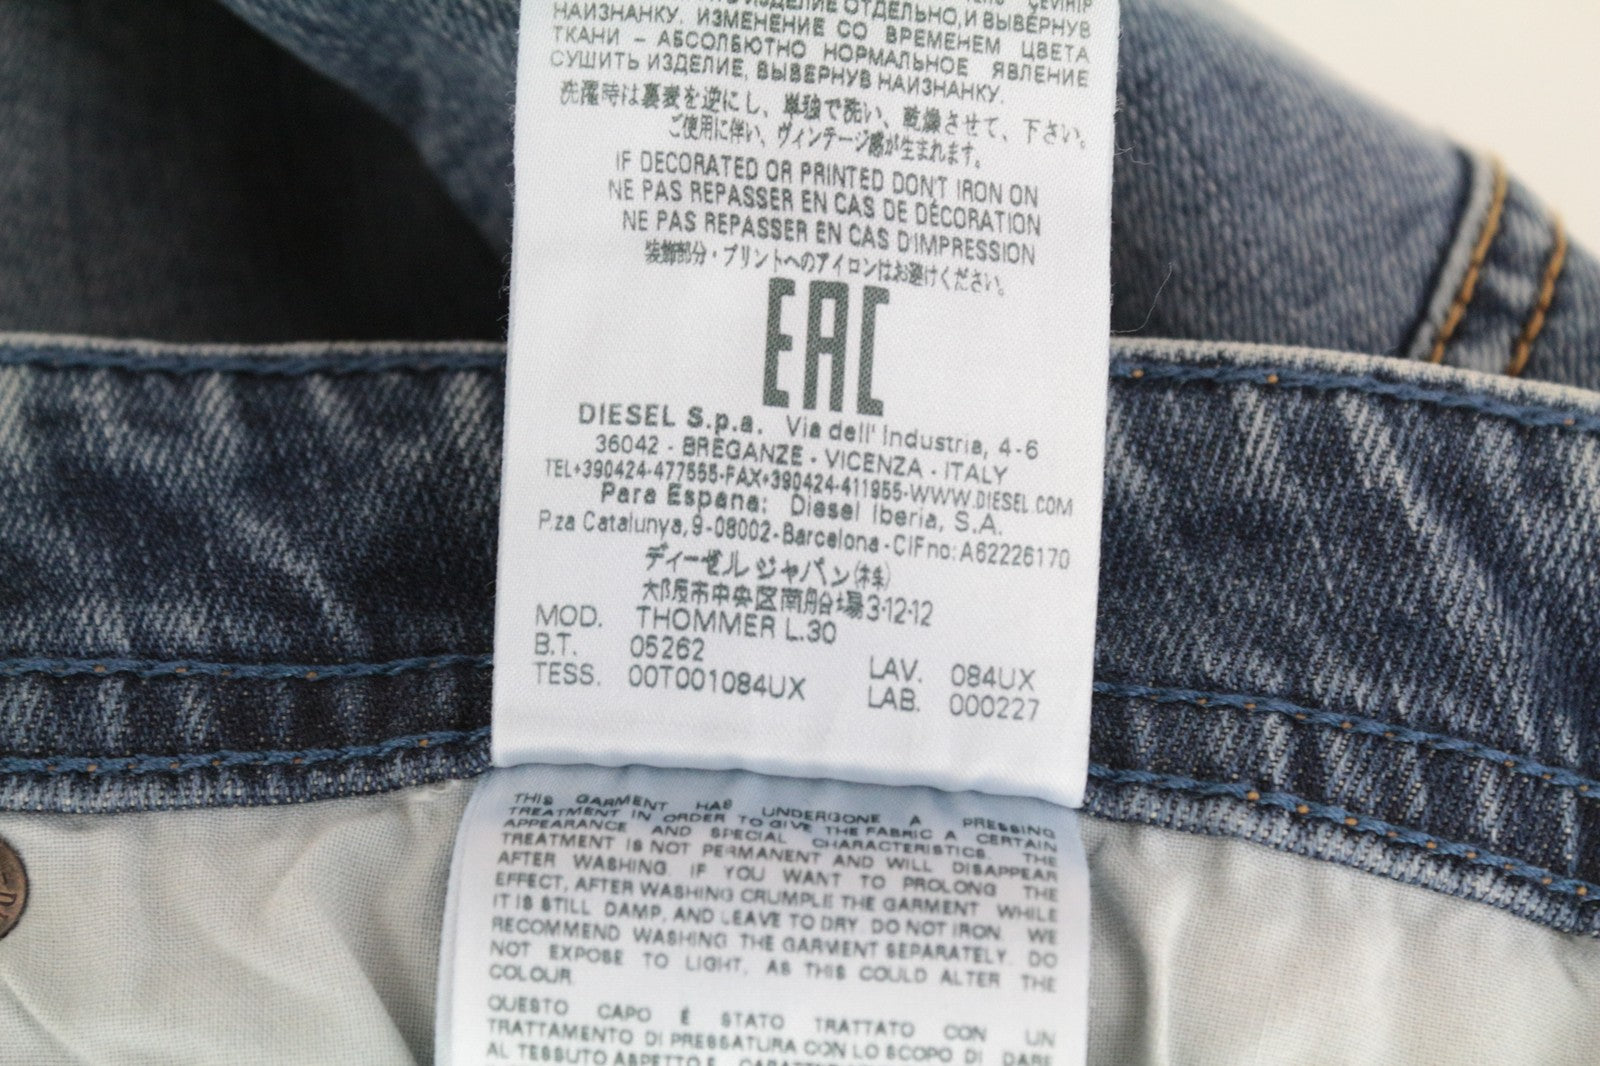 ÇEVİRİP
ИЗДЕЛИЕ ОТДЕЛЬНО,И ВЫВЕРНУВ
НАИЗНАНКУ. ИЗМЕНЕНИЕ СО ВРЕМЕНЕМ ЦВЕТА
ТКАНИ – АБСОЛБЮТНО НОРМАЛЬНОЕ ЯВЛЕНИЕ
СУШИТЬ ИЗДЕЛИЕ, ВЫВЕРНУВ НАИЗНАНКУ.
洗濯時は裏表を逆にし、単独で洗い、乾燥させて、下さい。
ご使用に伴い、ヴィンテージ感が生まれます。
IF DECORATED OR PRINTED DON'T IRON ON
NE PAS REPASSER EN CAS DE DÉCORATION
NE PAS REPASSER EN CAS D'IMPRESSION
装飾部分・プリントへのアイロンはお避けください。
EAC
DIESEL S.p.a. Via dell' Industria, 4-6
36042 - BREGANZE - VICENZA - ITALY
TEL+390424-477555-FAX+390424-411955-WWW.DIESEL.COM
Para Espana: Diesel Iberia, S.A.
P.za Catalunya,9-08002-Barcelona-CIFno:A62226170
ディーゼルジャパン(株)
大阪市中央区南船場3-12-12
MOD. THOMMER L.30
B.T. 05262
TESS. 00T001084UX LAV. 084UX
LAB. 000227
THIS GARMENT HAS UNDERGONE A PRESSING
TREATMENT IN ORDER TO GIVE THE FABRIC A CERTAIN
APPEARANCE AND SPECIAL CHARACTERISTICS. THE
TREATMENT IS NOT PERMANENT AND WILL DISAPPEAR
AFTER WASHING. IF YOU WANT TO PROLONG THE
EFFECT, AFTER WASHING CRUMPLE THE GARMENT WHILE
IT IS STILL DAMP, AND LEAVE TO DRY. DO NOT IRON. WE
RECOMMEND WASHING THE GARMENT SEPARATELY. DO
NOT EXPOSE TO LIGHT, AS THIS COULD ALTER THE
COLOUR.
QUESTO CAPO È STATO TRATTATO CON UN
TRATTAMENTO DI PRESSATURA CON LO SCOPO DI DARE
AL TESSUTO ASPETTO E